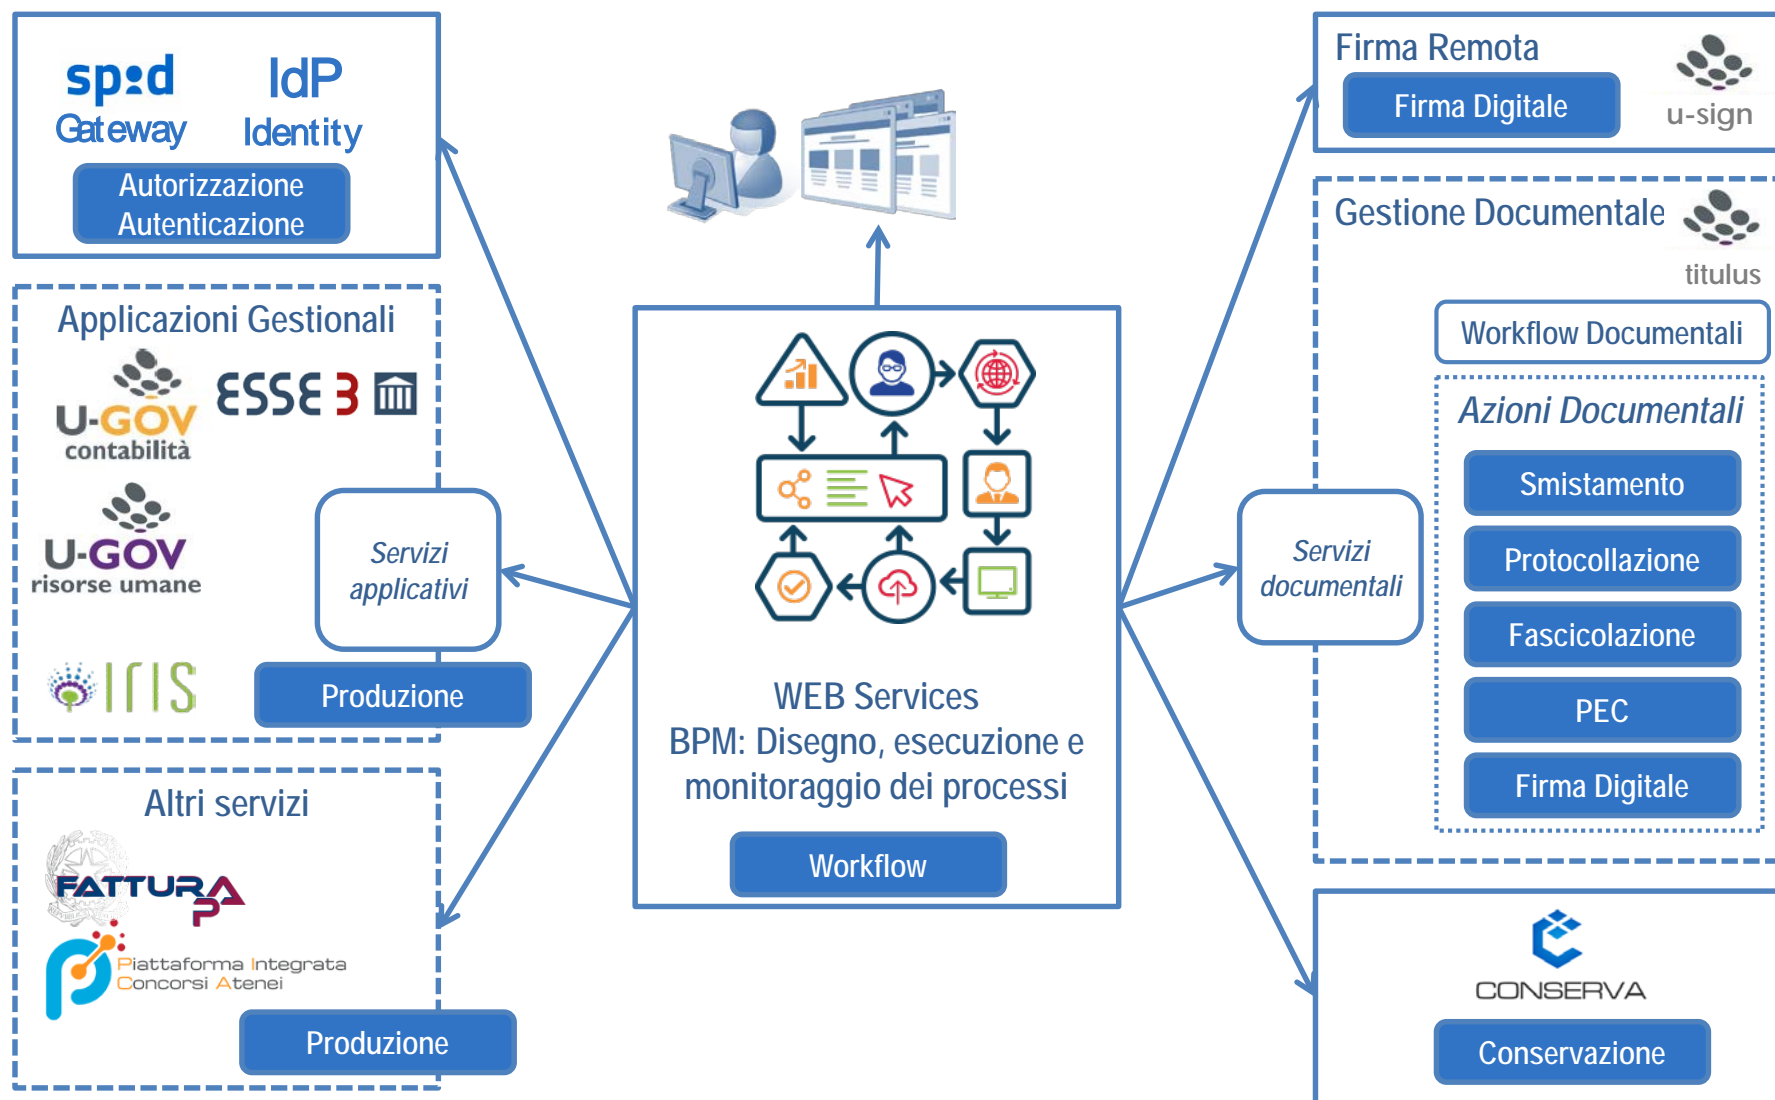 spid
Gateway
IdP
Identity
Autorizzazione
Autenticazione
Applicazioni Gestionali
U-GOV
contabilità
ESSE 3
U-GOV
risorse umane
Servizi
applicativi
IRIS
Produzione
Altri servizi
FATTURA
P
Piattaforma Integrata
Concorsi Atenei
Produzione
WEB Services
BPM: Disegno, esecuzione e
monitoraggio dei processi
Workflow
Firma Remota
Firma Digitale
u-sign
Gestione Documentale
titulus
Workflow Documentali
Azioni Documentali
Smistamento
Servizi
documentali
Protocollazione
Fascicolazione
PEC
Firma Digitale
CONSERVA
Conservazione